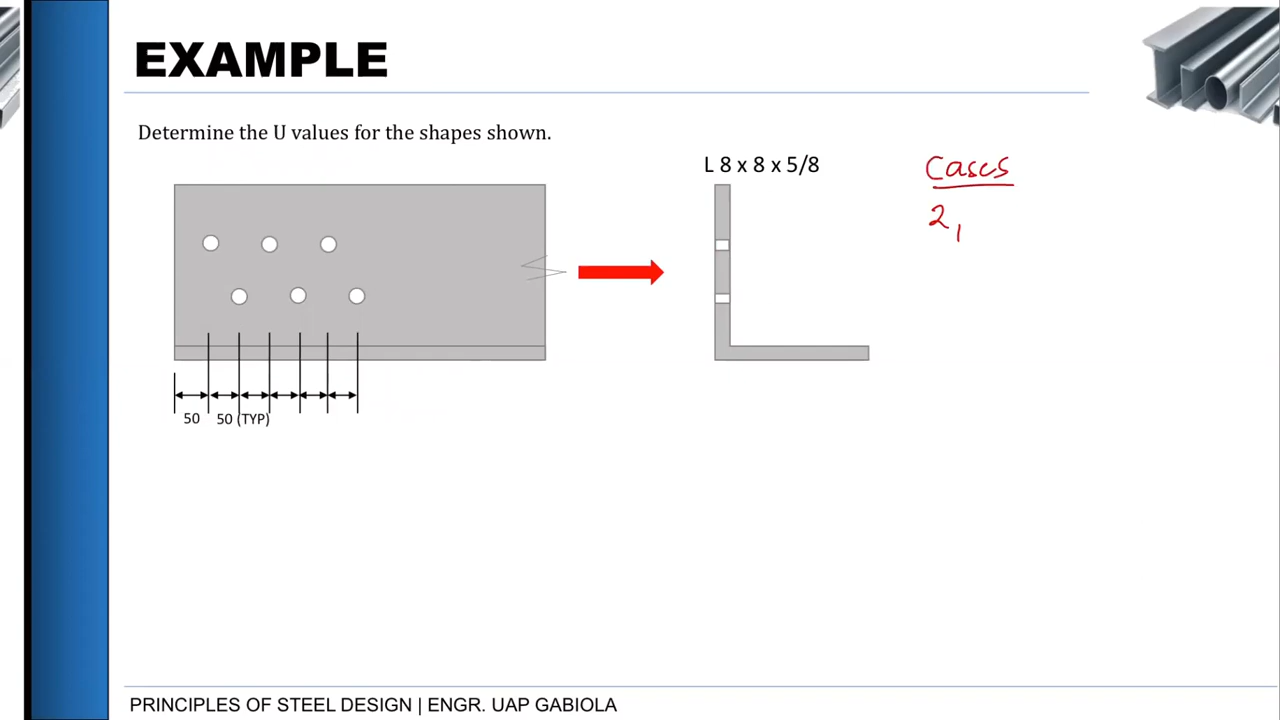 EXAMPLE
Determine the U values for the shapes shown.
L 8 x 8 x 5/8
Cases
2,
50 50 (TYP)
PRINCIPLES OF STEEL DESIGN | ENGR. UAP GABIOLA